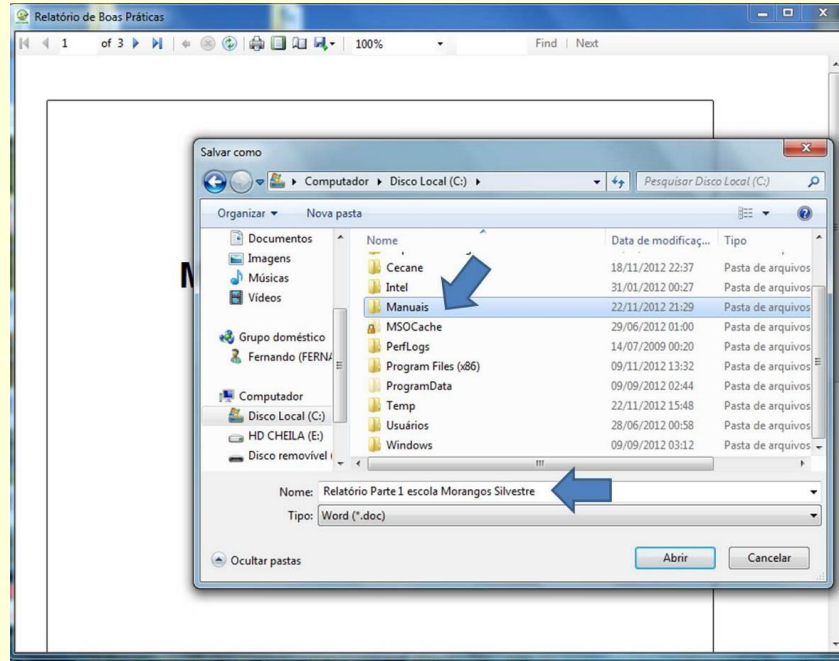 Relatório de Boas Práticas
1 of 3 100% Find | Next
M
Salvar como
Computador Disco Local (C:)
Pesquisar Disco Local (C:)
Organizar Nova pasta
Documentos
Imagens
Músicas
Vídeos
Grupo doméstico
Fernando (FERNA
Computador
Disco Local (C:)
HD CHEILA (E:)
Disco removível
Nome Data de modificaç... Tipo
Cecane 18/11/2012 22:37 Pasta de arquivos
Intel 31/01/2012 00:27 Pasta de arquivos
Manuais 22/11/2012 21:29 Pasta de arquivos
MSOCache 29/06/2012 01:00 Pasta de arquivos
PerfLogs 14/07/2009 00:20 Pasta de arquivos
Program Files (x86) 09/11/2012 13:32 Pasta de arquivos
ProgramData 09/09/2012 02:44 Pasta de arquivos
Temp 22/11/2012 15:48 Pasta de arquivos
Usuários 28/06/2012 00:58 Pasta de arquivos
Windows 09/09/2012 03:12 Pasta de arquivos
Nome: Relatório Parte 1 escola Morangos Silvestre
Tipo: Word (*.doc)
Ocultar pastas
Abrir Cancelar